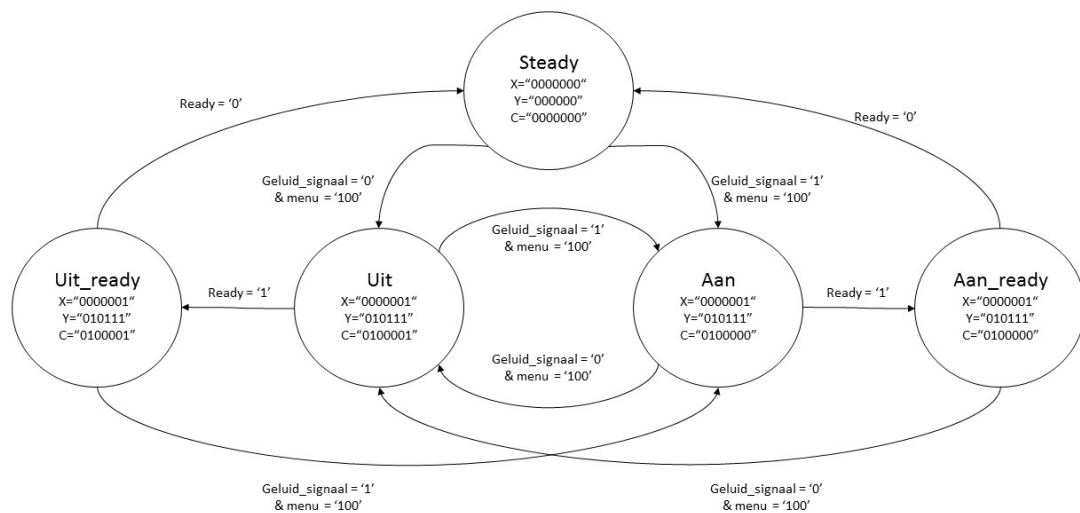 Steady
X=“0000000“
Y=“000000”
C=“0000000”
Ready = ‘0’
Ready = ‘0’
Geluid_signaal = ‘0’
& menu = ‘100’
Geluid_signaal = ‘1’
& menu = ‘100’
Geluid_signaal = ‘1’
& menu = ‘100’
Uit_ready
X=“0000001“
Y=“010111”
C=“0100001”
Ready = ‘1’
Uit
X=“0000001“
Y=“010111”
C=“0100001”
Aan
X=“0000001“
Y=“010111”
C=“0100000”
Ready = ‘1’
Aan_ready
X=“0000001“
Y=“010111”
C=“0100000”
Geluid_signaal = ‘0’
& menu = ‘100’
Geluid_signaal = ‘1’
& menu = ‘100’
Geluid_signaal = ‘0’
& menu = ‘100’